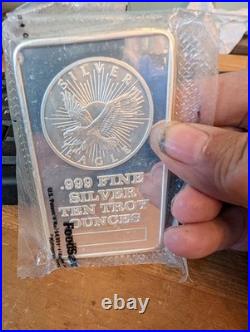 SILVER
EAGLE
.999 FINE
SILVER
TEN TROY
OUNCES